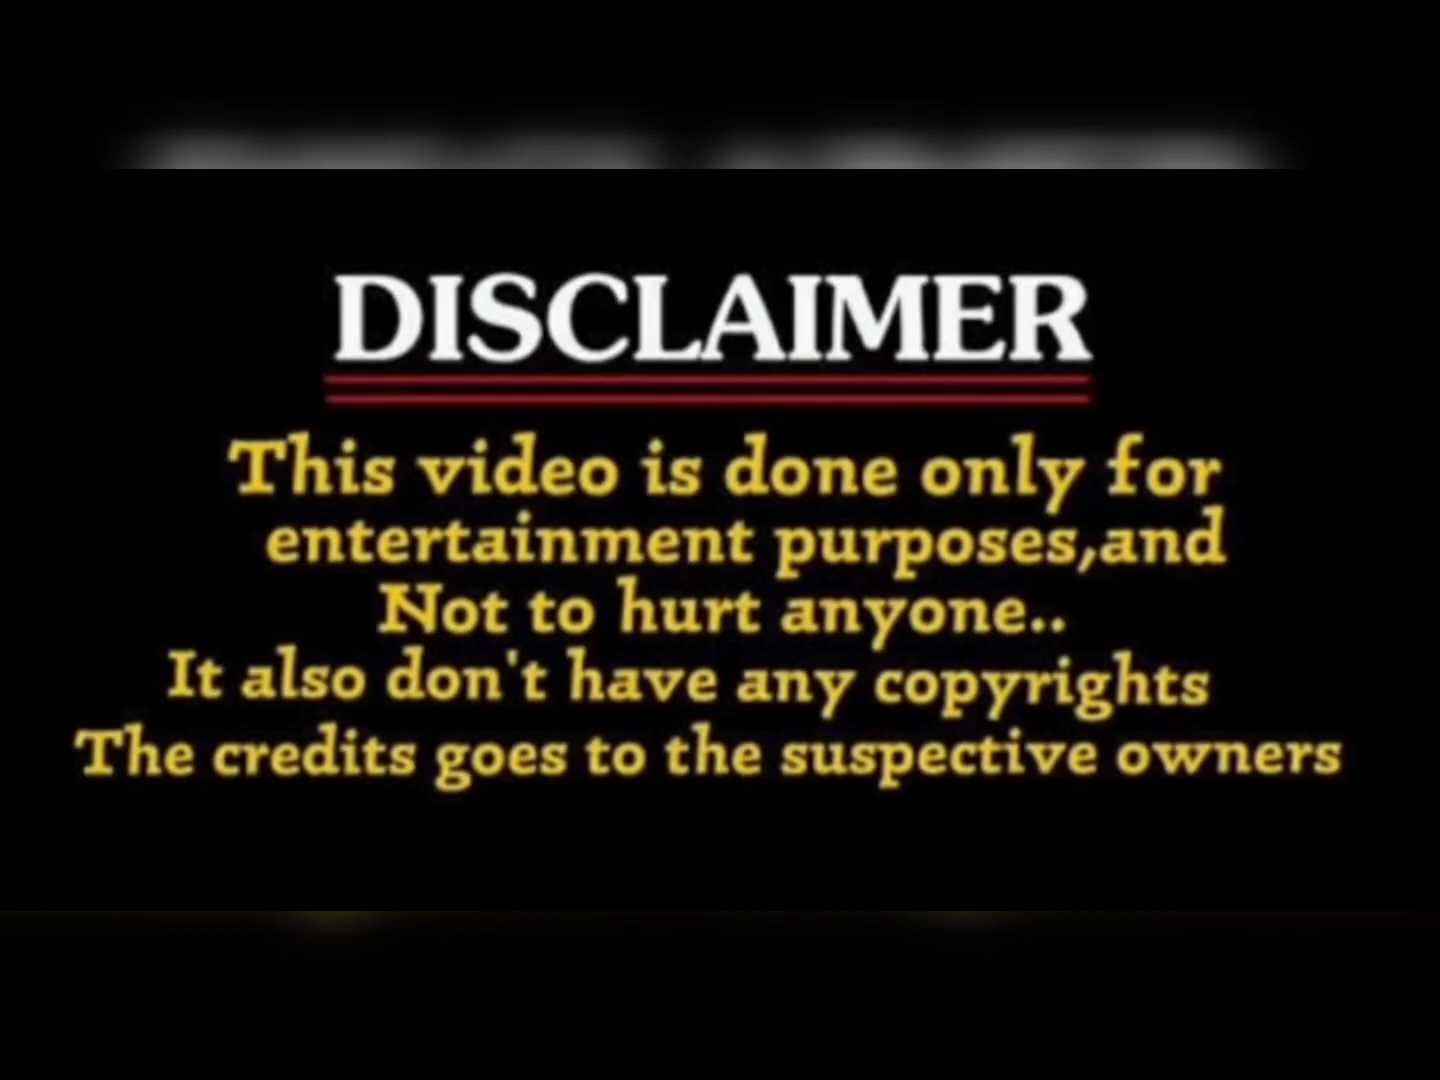 DISCLAIMER
This video is done only for
entertainment purposes,and
Not to hurt anyone..
It also don't have any copyrights
The credits goes to the suspective owners